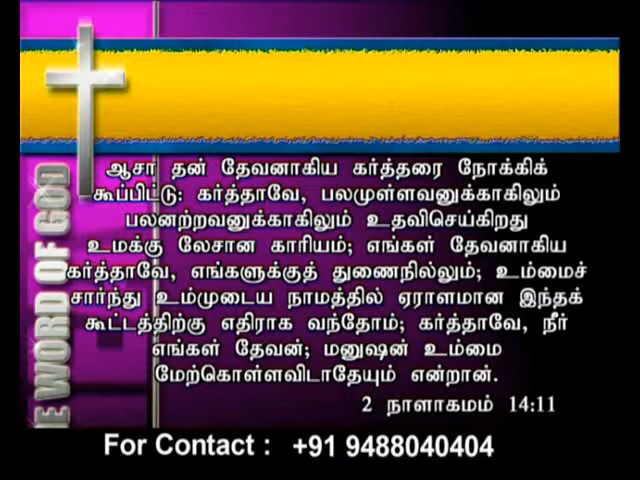 E WORD OF GOD
ஆசா தன் தேவனாகிய கர்த்தரை நோக்கிக்
கூப்பிட்டு: கர்த்தாவே, பலமுள்ளவனுக்காகிலும்
பலனற்றவனுக்காகிலும் உதவிசெய்கிறது
உமக்கு லேசான காரியம்; எங்கள் தேவனாகிய
கர்த்தாவே, எங்களுக்குத் துணைநில்லும்; உம்மைச்
சார்ந்து உம்முடைய நாமத்தில் ஏராளமான இந்தக்
கூட்டத்திற்கு எதிராக வந்தோம்; கர்த்தாவே, நீர்
எங்கள் தேவன்; மனுஷன் உம்மை
மேற்கொள்ளவிடாதேயும் என்றான்.
2 நாளாகமம் 14:11
For Contact : +91 9488040404